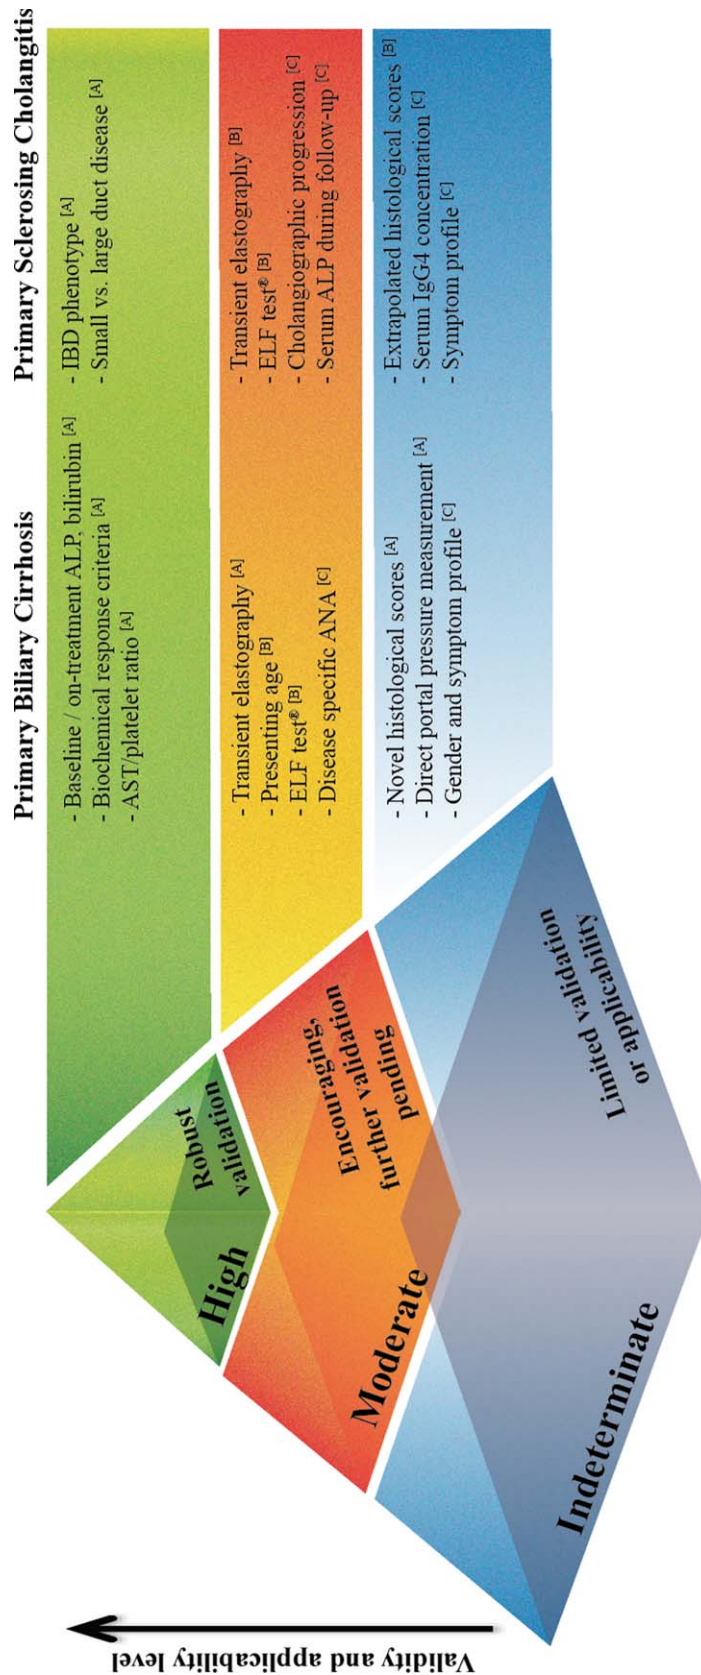 Primary Biliary Cirrhosis
Primary Sclerosing Cholangitis
- Baseline / on-treatment ALP, bilirubin [A]
- Biochemical response criteria [A]
- AST/platelet ratio [A]
- IBD phenotype [A]
- Small vs. large duct disease [A]
- Transient elastography [A]
- Presenting age [B]
- ELF test® [B]
- Disease specific ANA [C]
- Transient elastography [B]
- ELF test® [B]
- Cholangiographic progression [C]
- Serum ALP during follow-up [C]
- Novel histological scores [A]
- Direct portal pressure measurement [A]
- Gender and symptom profile [C]
- Extrapolated histological scores [B]
- Serum IgG4 concentration [C]
- Symptom profile [C]
High
Robust
validation
Moderate
Encouraging,
further validation
pending
Indeterminate
Limited validation
or applicability
Validity and applicability level